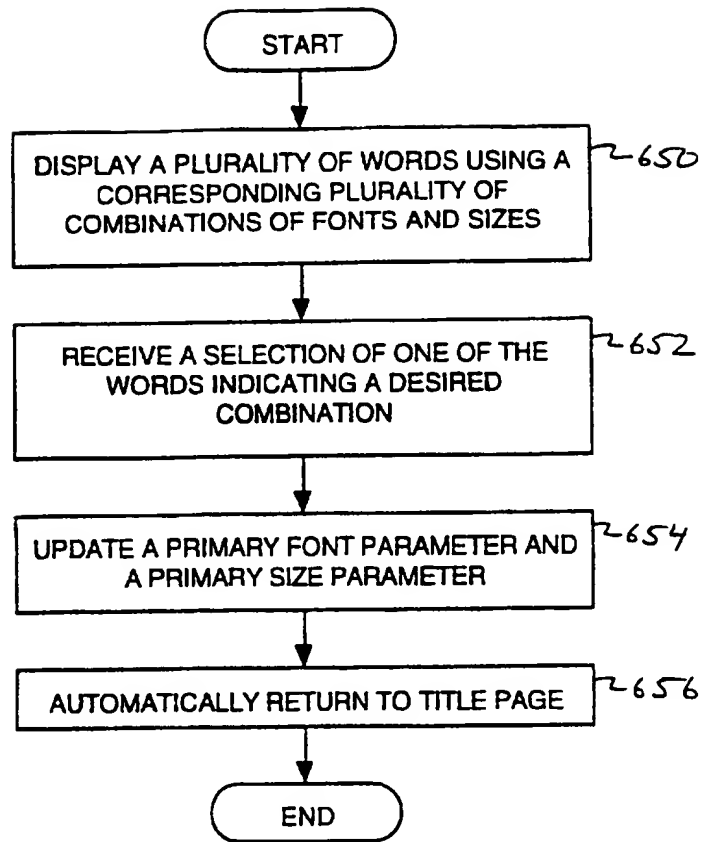 START
DISPLAY A PLURALITY OF WORDS USING A
CORRESPONDING PLURALITY OF
COMBINATIONS OF FONTS AND SIZES
650
RECEIVE A SELECTION OF ONE OF THE
WORDS INDICATING A DESIRED
COMBINATION
652
UPDATE A PRIMARY FONT PARAMETER AND
A PRIMARY SIZE PARAMETER
654
AUTOMATICALLY RETURN TO TITLE PAGE
656
END